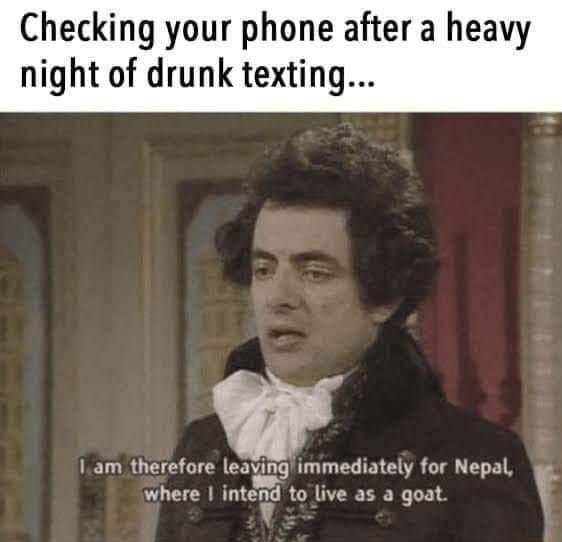 Checking your phone after a heavy
night of drunk texting...
I am therefore leaving immediately for Nepal,
where I intend to live as a goat.